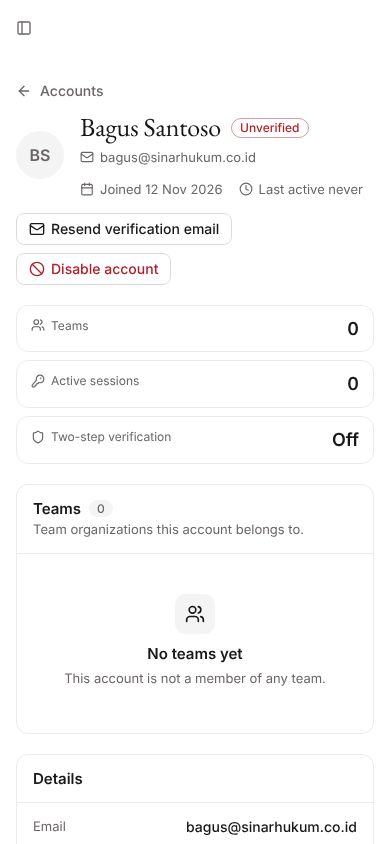 Accounts
Bagus Santoso Unverified
BS
bagus@sinarhukum.co.id
Joined 12 Nov 2026 Last active never
Resend verification email
Disable account
Teams 0
Active sessions 0
Two-step verification Off
Teams 0
Team organizations this account belongs to.
No teams yet
This account is not a member of any team.
Details
Email bagus@sinarhukum.co.id